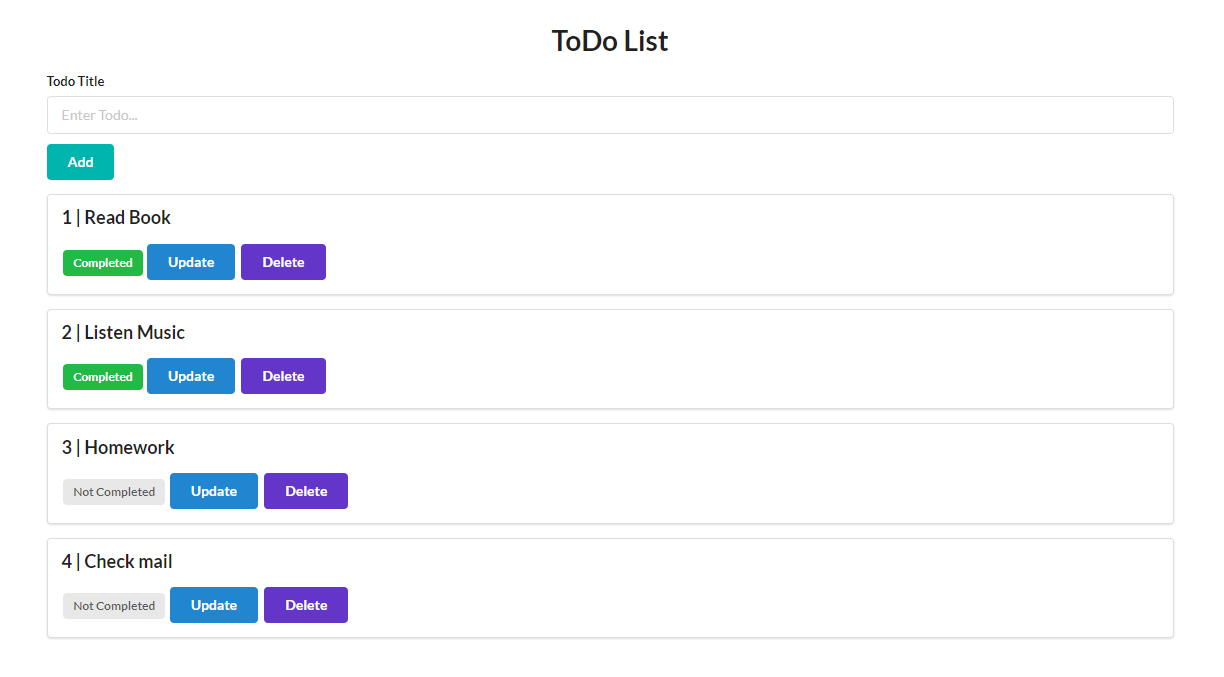 ToDo List
Todo Title
Enter Todo...
Add
1 | Read Book
Completed Update Delete
2 | Listen Music
Completed Update Delete
3 | Homework
Not Completed Update Delete
4 | Check mail
Not Completed Update Delete